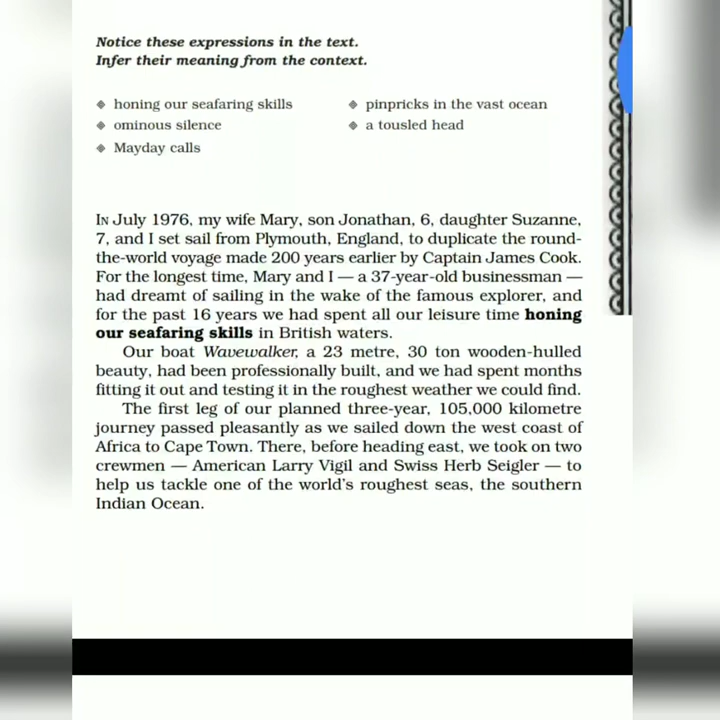 Notice these expressions in the text.
Infer their meaning from the context.
❖ honing our seafaring skills
❖ ominous silence
❖ Mayday calls
❖ pinpricks in the vast ocean
❖ a tousled head
IN July 1976, my wife Mary, son Jonathan, 6, daughter Suzanne,
7, and I set sail from Plymouth, England, to duplicate the round-
the-world voyage made 200 years earlier by Captain James Cook.
For the longest time, Mary and I — a 37-year-old businessman —
had dreamt of sailing in the wake of the famous explorer, and
for the past 16 years we had spent all our leisure time honing
our seafaring skills in British waters.
Our boat Wavewalker, a 23 metre, 30 ton wooden-hulled
beauty, had been professionally built, and we had spent months
fitting it out and testing it in the roughest weather we could find.
The first leg of our planned three-year, 105,000 kilometre
journey passed pleasantly as we sailed down the west coast of
Africa to Cape Town. There, before heading east, we took on two
crewmen — American Larry Vigil and Swiss Herb Seigler — to
help us tackle one of the world's roughest seas, the southern
Indian Ocean.